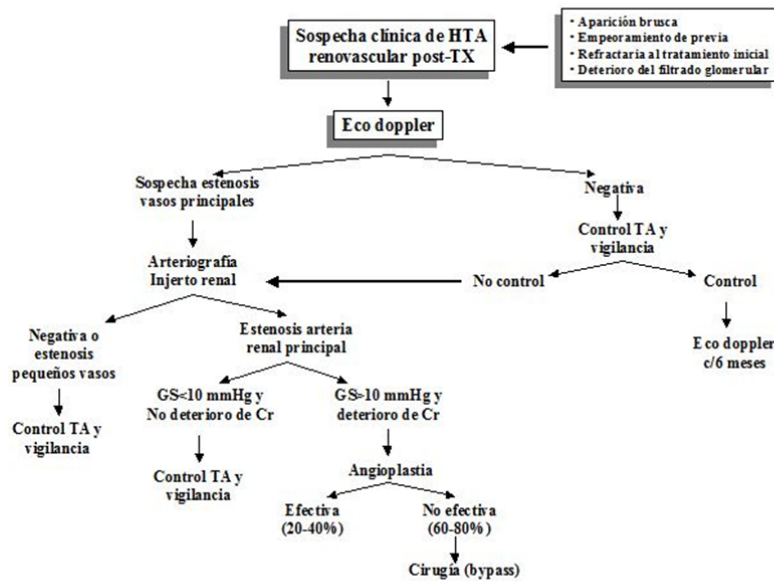 Sospecha clínica de HTA
renovascular post-TX
· Aparición brusca
· Empeoramiento de previa
· Refractaria al tratamiento inicial
· Deterioro del filtrado glomerular
Eco doppler
Sospecha estenosis
vasos principales
Negativa
Control TA y
vigilancia
Arteriografía
Injerto renal
No control
Control
Negativa o
estenosis
pequeños vasos
Estenosis arteria
renal principal
Eco doppler
c/6 meses
GS<10 mmHg y
No deterioro de Cr
GS>10 mmHg y
deterioro de Cr
Control TA y
vigilancia
Control TA y
vigilancia
Angioplastia
Efectiva
(20-40%)
No efectiva
(60-80%)
Cirugía (bypass)